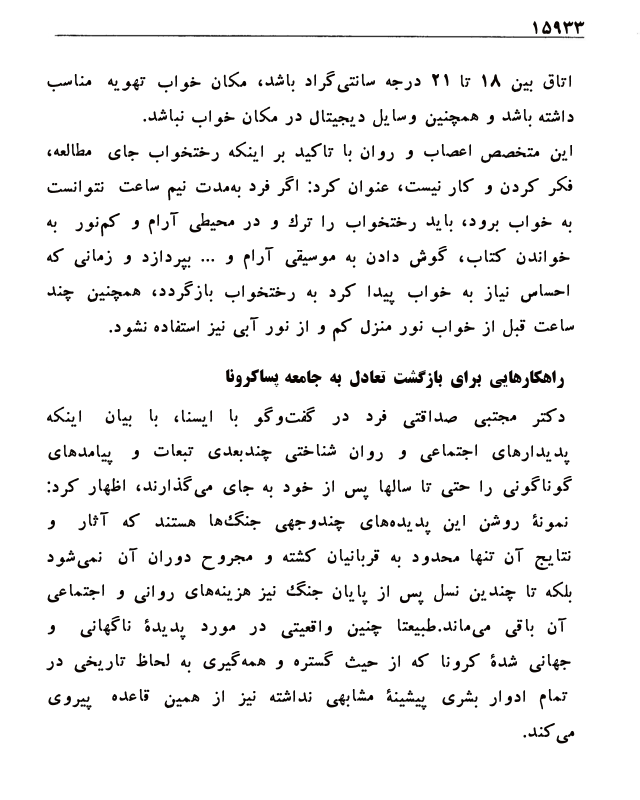 ۱۵۹۳۳
اتاق بین ۱۸ تا ۲۱ درجه سانتی‌گراد باشد، مکان خواب تهویه مناسب
داشته باشد و همچنین وسایل دیجیتال در مکان خواب نباشد.
این متخصص اعصاب و روان با تاکید بر اینکه رختخواب جای مطالعه،
فکر کردن و کار نیست، عنوان کرد: اگر فرد به‌مدت نیم ساعت نتوانست
به خواب برود، باید رختخواب را ترك و در محیطی آرام و کم‌نور به
خواندن کتاب، گوش دادن به موسیقی آرام و ... بپردازد و زمانی که
احساس نیاز به خواب پیدا کرد به رختخواب بازگردد، همچنین چند
ساعت قبل از خواب نور منزل کم و از نور آبی نیز استفاده نشود.
راهکارهایی برای بازگشت تعادل به جامعه پساکرونا
دکتر مجتبی صداقتی فرد در گفت‌وگو با ایسنا، با بیان اینکه
پدیدارهای اجتماعی و روان شناختی چندبعدی تبعات و پیامدهای
گوناگونی را حتی تا سالها پس از خود به جای می‌گذارند، اظهار کرد:
نمونۀ روشن این پدیده‌های چندوجهی جنگ‌ها هستند که آثار و
نتایج آن تنها محدود به قربانیان کشته و مجروح دوران آن نمی‌شود
بلکه تا چندین نسل پس از پایان جنگ نیز هزینه‌های روانی و اجتماعی
آن باقی می‌ماند.طبیعتا چنین واقعیتی در مورد پدیدۀ ناگهانی و
جهانی شدۀ کرونا که از حیث گستره و همه‌گیری به لحاظ تاریخی در
تمام ادوار بشری پیشینۀ مشابهی نداشته نیز از همین قاعده پیروی
می‌کند.